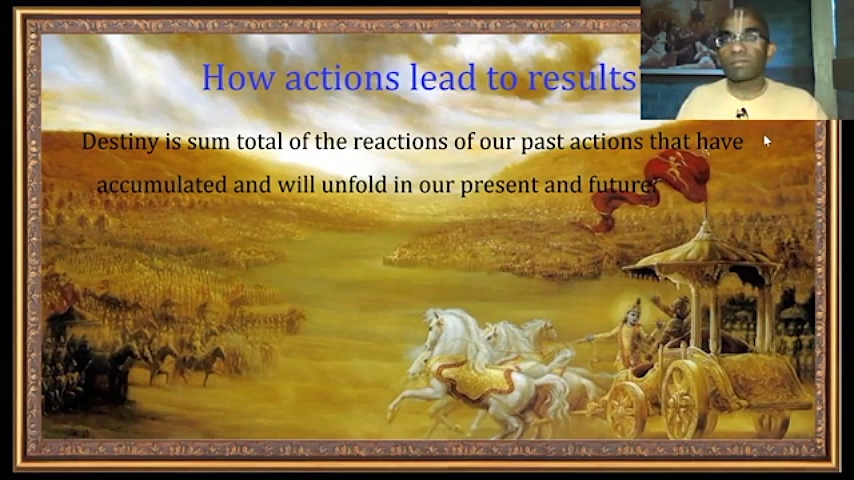 How actions lead to results
Destiny is sum total of the reactions of our past actions that have
accumulated and will unfold in our present and future.